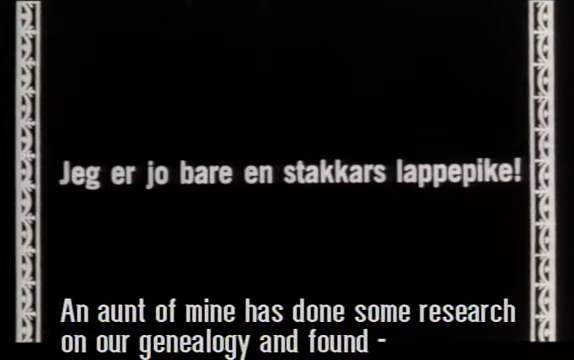 Jeg er jo bare en stakkars lappepike!
An aunt of mine has done some research
on our genealogy and found -